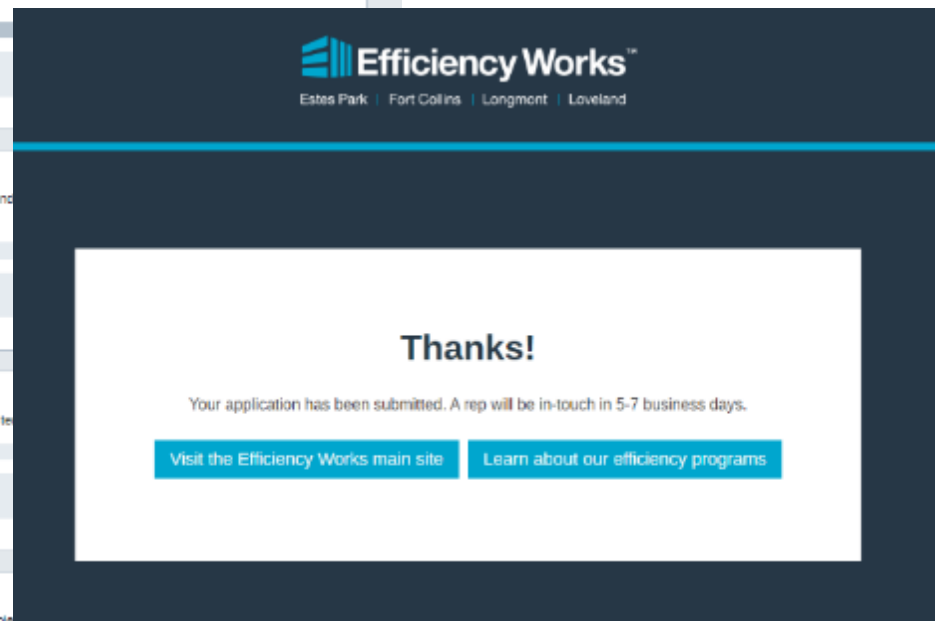 Efficiency Works™
Estes Park | Fort Collins | Longmont | Loveland
Thanks!
Your application has been submitted. A rep will be in-touch in 5-7 business days.
Visit the Efficiency Works main site
Learn about our efficiency programs